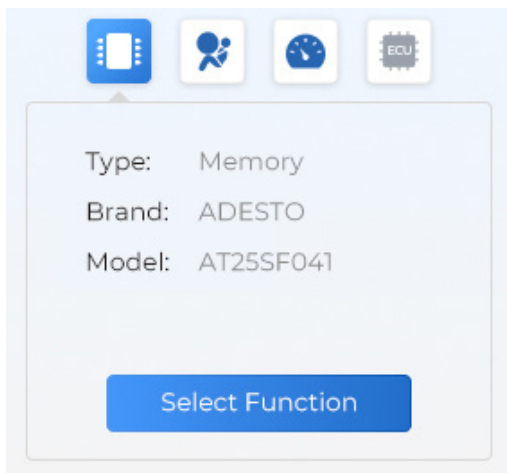 ECU
Type: Memory
Brand: ADESTO
Model: AT25SF041
Select Function